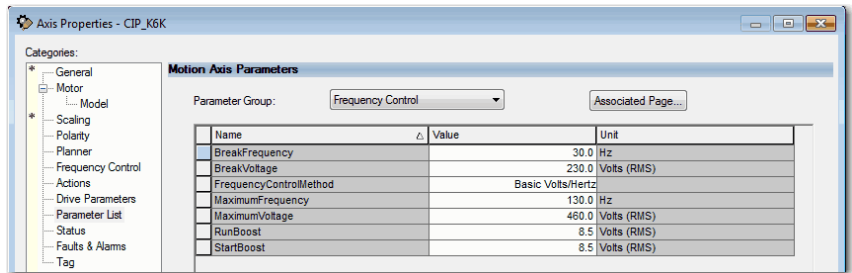 Axis Properties - CIP_K6K
Categories:
* General
Motor
Model
* Scaling
Polarity
Planner
Frequency Control
Actions
Drive Parameters
Parameter List
Status
Faults & Alarms
Tag
Motion Axis Parameters
Parameter Group: Frequency Control Associated Page...
Name Value Unit
BreakFrequency 30.0 Hz
BreakVoltage 230.0 Volts (RMS)
FrequencyControlMethod Basic Volts/Hertz
MaximumFrequency 130.0 Hz
MaximumVoltage 460.0 Volts (RMS)
RunBoost 8.5 Volts (RMS)
StartBoost 8.5 Volts (RMS)